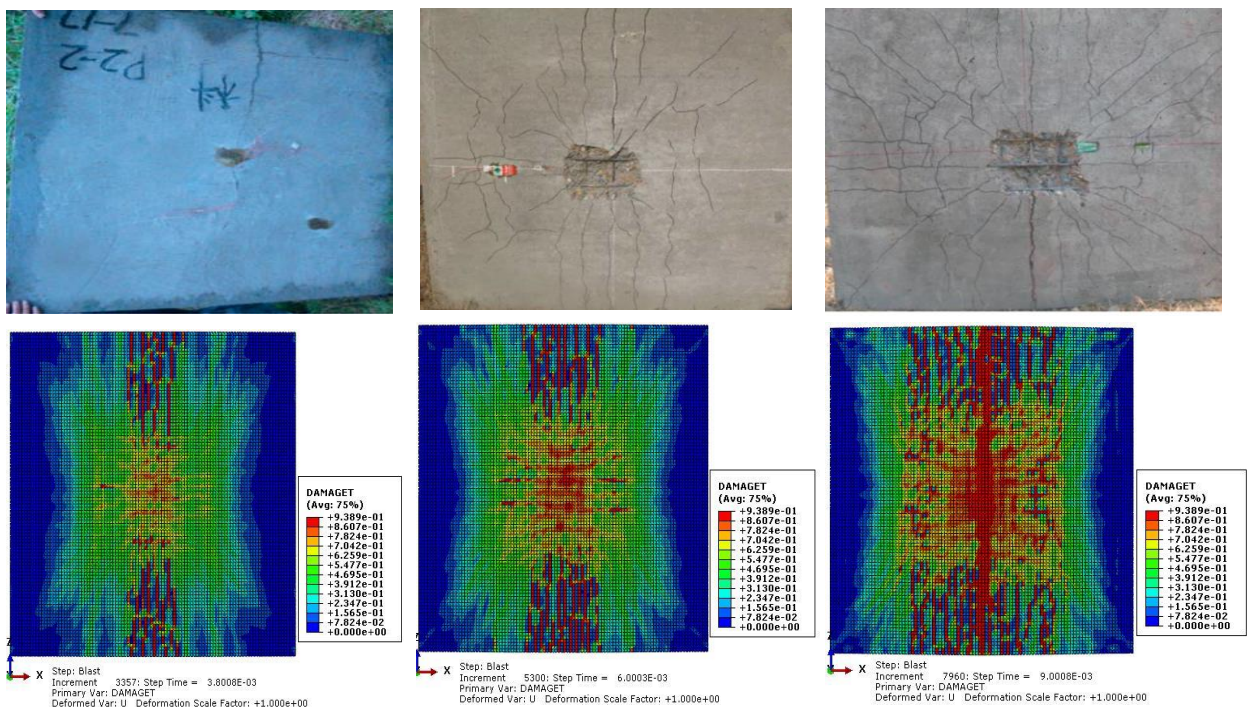 7-17
P2-2
DAMAGET
(Avg: 75%)
+9.389e-01
+8.607e-01
+7.824e-01
+7.042e-01
+6.259e-01
+5.477e-01
+4.695e-01
+3.912e-01
+3.130e-01
+2.347e-01
+1.565e-01
+7.824e-02
+0.000e+00
X
Step: Blast
Increment 3357: Step Time = 3.8008E-03
Primary Var: DAMAGET
Deformed Var: U Deformation Scale Factor: +1.000e+00
DAMAGET
(Avg: 75%)
+9.389e-01
+8.607e-01
+7.824e-01
+7.042e-01
+6.259e-01
+5.477e-01
+4.695e-01
+3.912e-01
+3.130e-01
+2.347e-01
+1.565e-01
+7.824e-02
+0.000e+00
X
Step: Blast
Increment 5300: Step Time = 6.0003E-03
Primary Var: DAMAGET
Deformed Var: U Deformation Scale Factor: +1.000e+00
DAMAGET
(Avg: 75%)
+9.389e-01
+8.607e-01
+7.824e-01
+7.042e-01
+6.259e-01
+5.477e-01
+4.695e-01
+3.912e-01
+3.130e-01
+2.347e-01
+1.565e-01
+7.824e-02
+0.000e+00
X
Step: Blast
Increment 7960: Step Time = 9.0008E-03
Primary Var: DAMAGET
Deformed Var: U Deformation Scale Factor: +1.000e+00